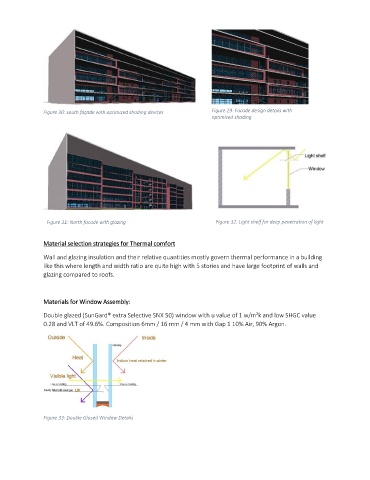 Figure 30: south façade with optimized shading devices
Figure 29: Facade design details with
optimized shading
Light shelf
Window
Figure 31: North facade with glazing
Figure 32: Light shelf for deep penetration of light
Material selection strategies for Thermal comfort
Wall and glazing insulation and their relative quantities mostly govern thermal performance in a building
like this where length and width ratio are quite high with 5 stories and have large footprint of walls and
glazing compared to roofs.
Materials for Window Assembly:
Double glazed (SunGard® extra Selective SNX 50) window with u value of 1 w/m²k and low SHGC value
0.28 and VLT of 49.6%. Composition 6mm / 16 mm / 4 mm with Gap 1 10% Air, 90% Argon.
Outside
Inside
Heat
Indoor heat retained in winter
Visible light
Figure 33: Double Glazed Window Details